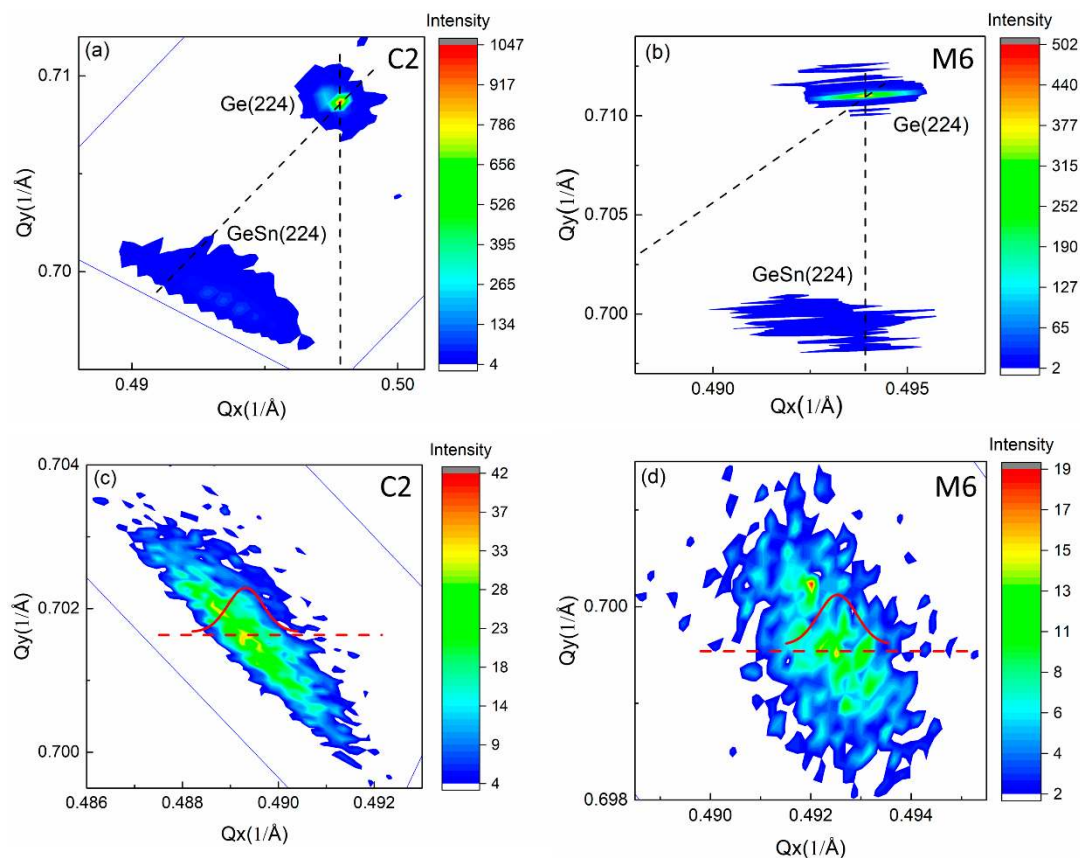 Intensity
(a)
C2
1047
917
786
656
526
395
265
134
4
0.71
0.70
Qy(1/Å)
Ge(224)
GeSn(224)
0.49
0.50
Qx(1/Å)
Intensity
(b)
M6
502
440
377
315
252
190
127
65
2
0.710
0.705
0.700
Qy(1/Å)
Ge(224)
GeSn(224)
0.490
0.495
Qx(1/Å)
Intensity
(c)
C2
42
37
33
28
23
18
14
9
4
0.704
0.702
0.700
Qy(1/Å)
0.486
0.488
0.490
0.492
Qx(1/Å)
Intensity
(d)
M6
19
17
15
13
11
8
6
4
2
0.700
0.698
Qy(1/Å)
0.490
0.492
0.494
Qx(1/Å)